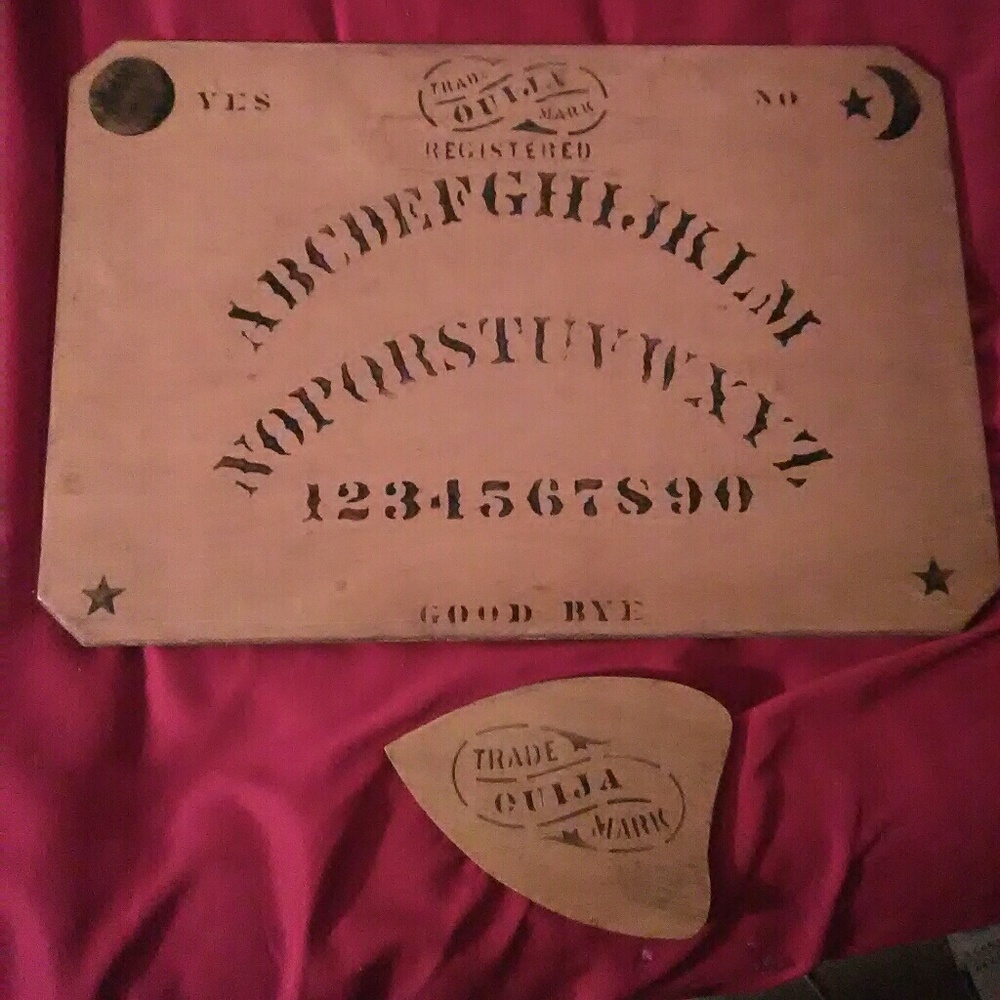 YES
TRADE
OUIJA
MARK
NO
REGISTERED
ABCDEFGHIJKLM
NOPQRSTUVWXYZ
1234567890
GOOD BYE
TRADE
OUIJA
MARK